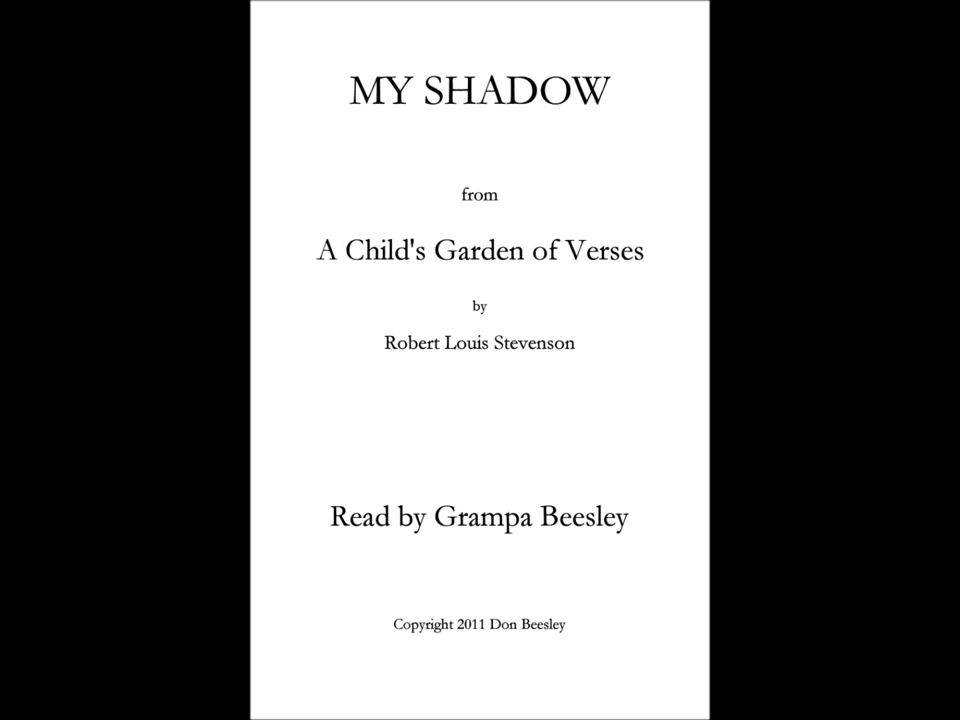 MY SHADOW
from
A Child's Garden of Verses
by
Robert Louis Stevenson
Read by Grampa Beesley
Copyright 2011 Don Beesley